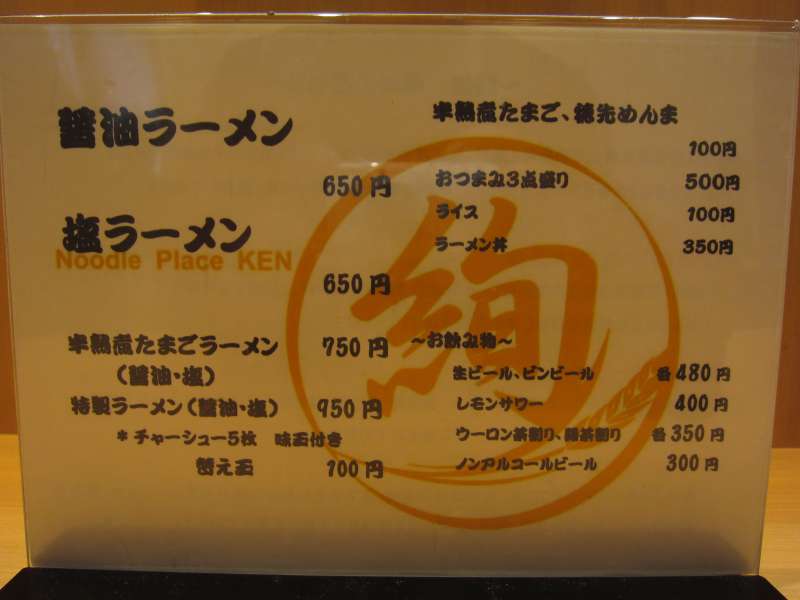 醤油ラーメン
650円
塩ラーメン
Noodle Place KEN
650円
半熟煮たまごラーメン 750円
(醤油・塩)
特製ラーメン(醤油・塩) 950円
*チャーシュー5枚 味玉付き
替え玉 100円
半熟煮たまご、穂先めんま
100円
おつまみ3点盛り 500円
ライス 100円
ラーメン丼 350円
絢
~お飲み物~
生ビール、ビンビール 各480円
レモンサワー 400円
ウーロン茶割り、緑茶割り 各350円
ノンアルコールビール 300円